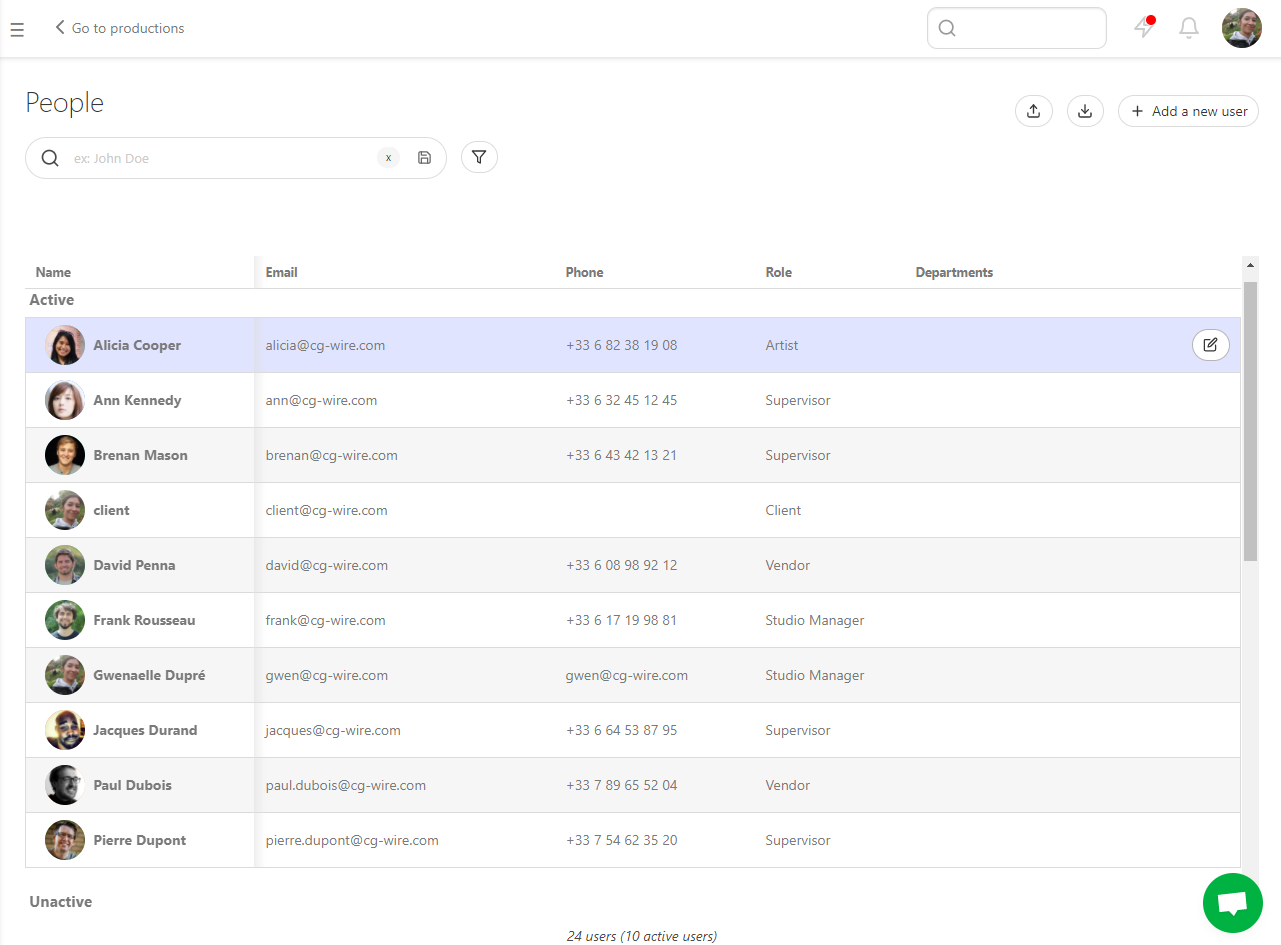 Go to productions
People
Add a new user
ex: John Doe x
Name Email Phone Role Departments
Active
Alicia Cooper alicia@cg-wire.com +33 6 82 38 19 08 Artist
Ann Kennedy ann@cg-wire.com +33 6 32 45 12 45 Supervisor
Brenan Mason brenan@cg-wire.com +33 6 43 42 13 21 Supervisor
client client@cg-wire.com Client
David Penna david@cg-wire.com +33 6 08 98 92 12 Vendor
Frank Rousseau frank@cg-wire.com +33 6 17 19 98 81 Studio Manager
Gwenaelle Dupré gwen@cg-wire.com gwen@cg-wire.com Studio Manager
Jacques Durand jacques@cg-wire.com +33 6 64 53 87 95 Supervisor
Paul Dubois paul.dubois@cg-wire.com +33 7 89 65 52 04 Vendor
Pierre Dupont pierre.dupont@cg-wire.com +33 7 54 62 35 20 Supervisor
Unactive
24 users (10 active users)